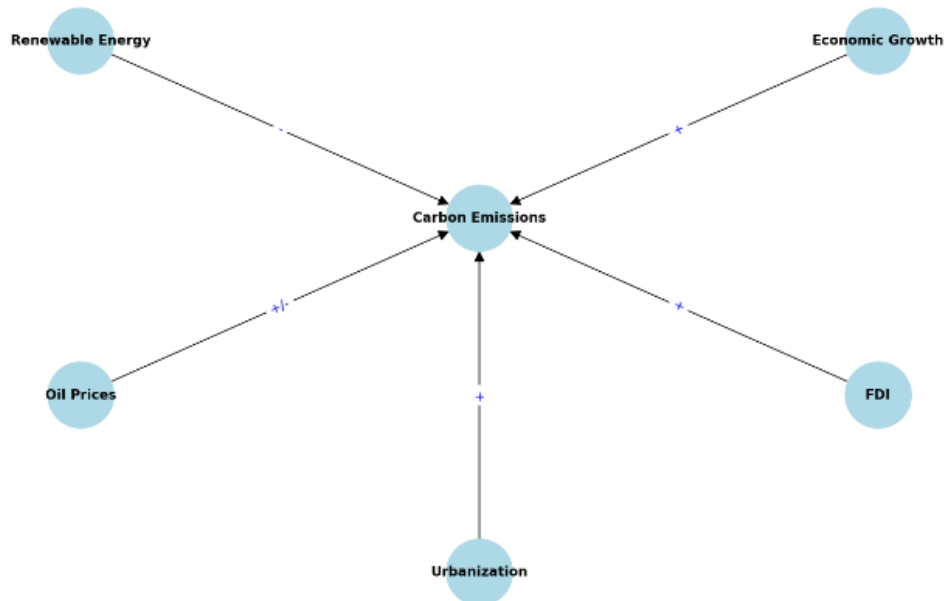 Renewable Energy
Economic Growth
-
+
Carbon Emissions
+/-
+
Oil Prices
FDI
+
Urbanization